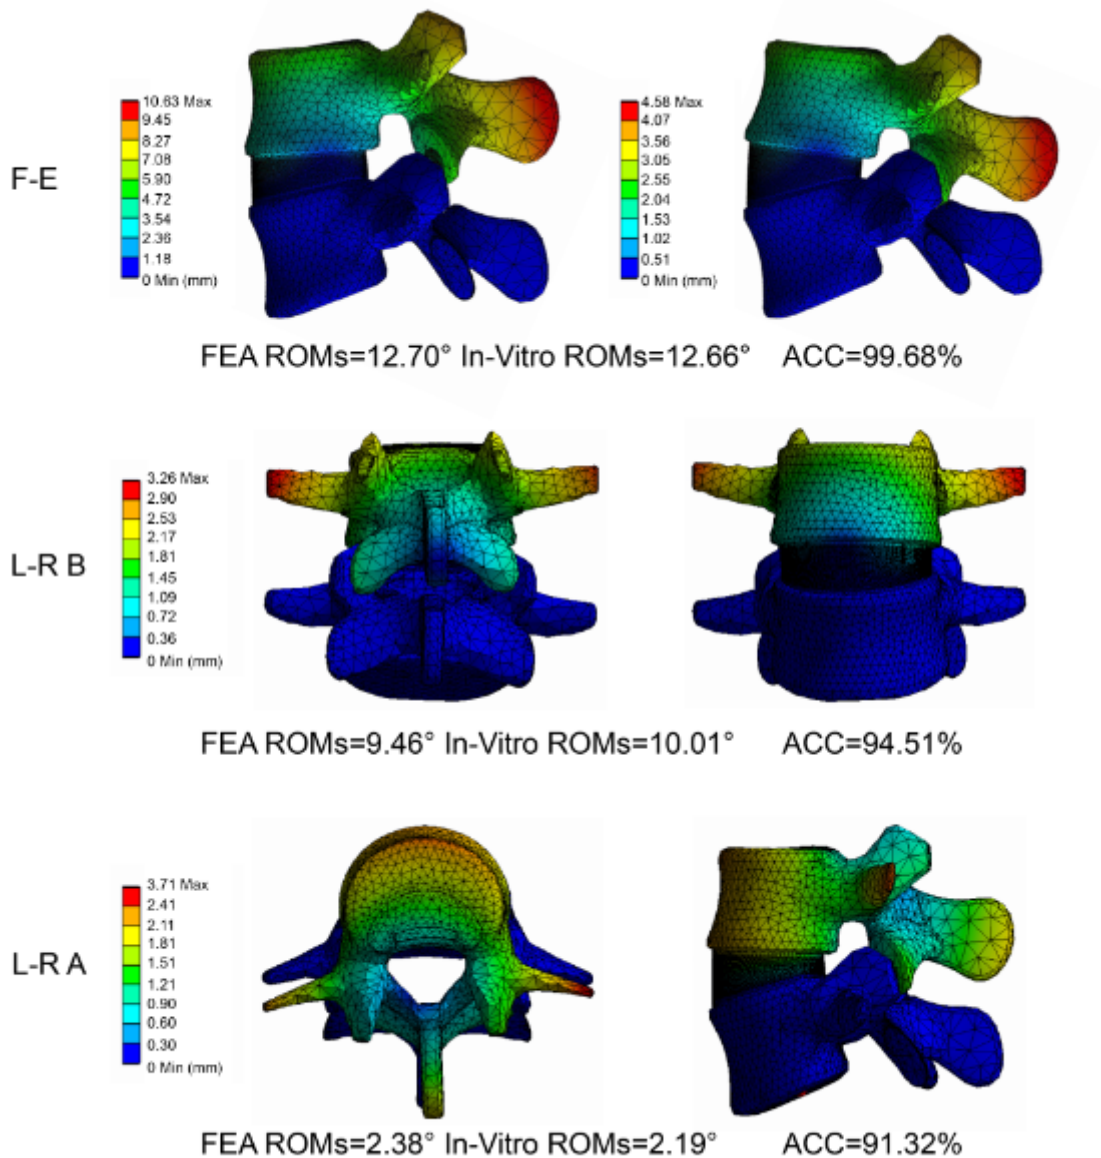 10.63 Max
9.45
8.27
7.08
5.90
4.72
3.54
2.36
1.18
0 Min (mm)
4.58 Max
4.07
3.56
3.05
2.55
2.04
1.53
1.02
0.51
0 Min (mm)
F-E
FEA ROMs=12.70° In-Vitro ROMs=12.66° ACC=99.68%
3.26 Max
2.90
2.53
2.17
1.81
1.45
1.09
0.72
0.36
0 Min (mm)
L-R B
FEA ROMs=9.46° In-Vitro ROMs=10.01° ACC=94.51%
3.71 Max
2.41
2.11
1.81
1.51
1.21
0.90
0.60
0.30
0 Min (mm)
L-R A
FEA ROMs=2.38° In-Vitro ROMs=2.19° ACC=91.32%